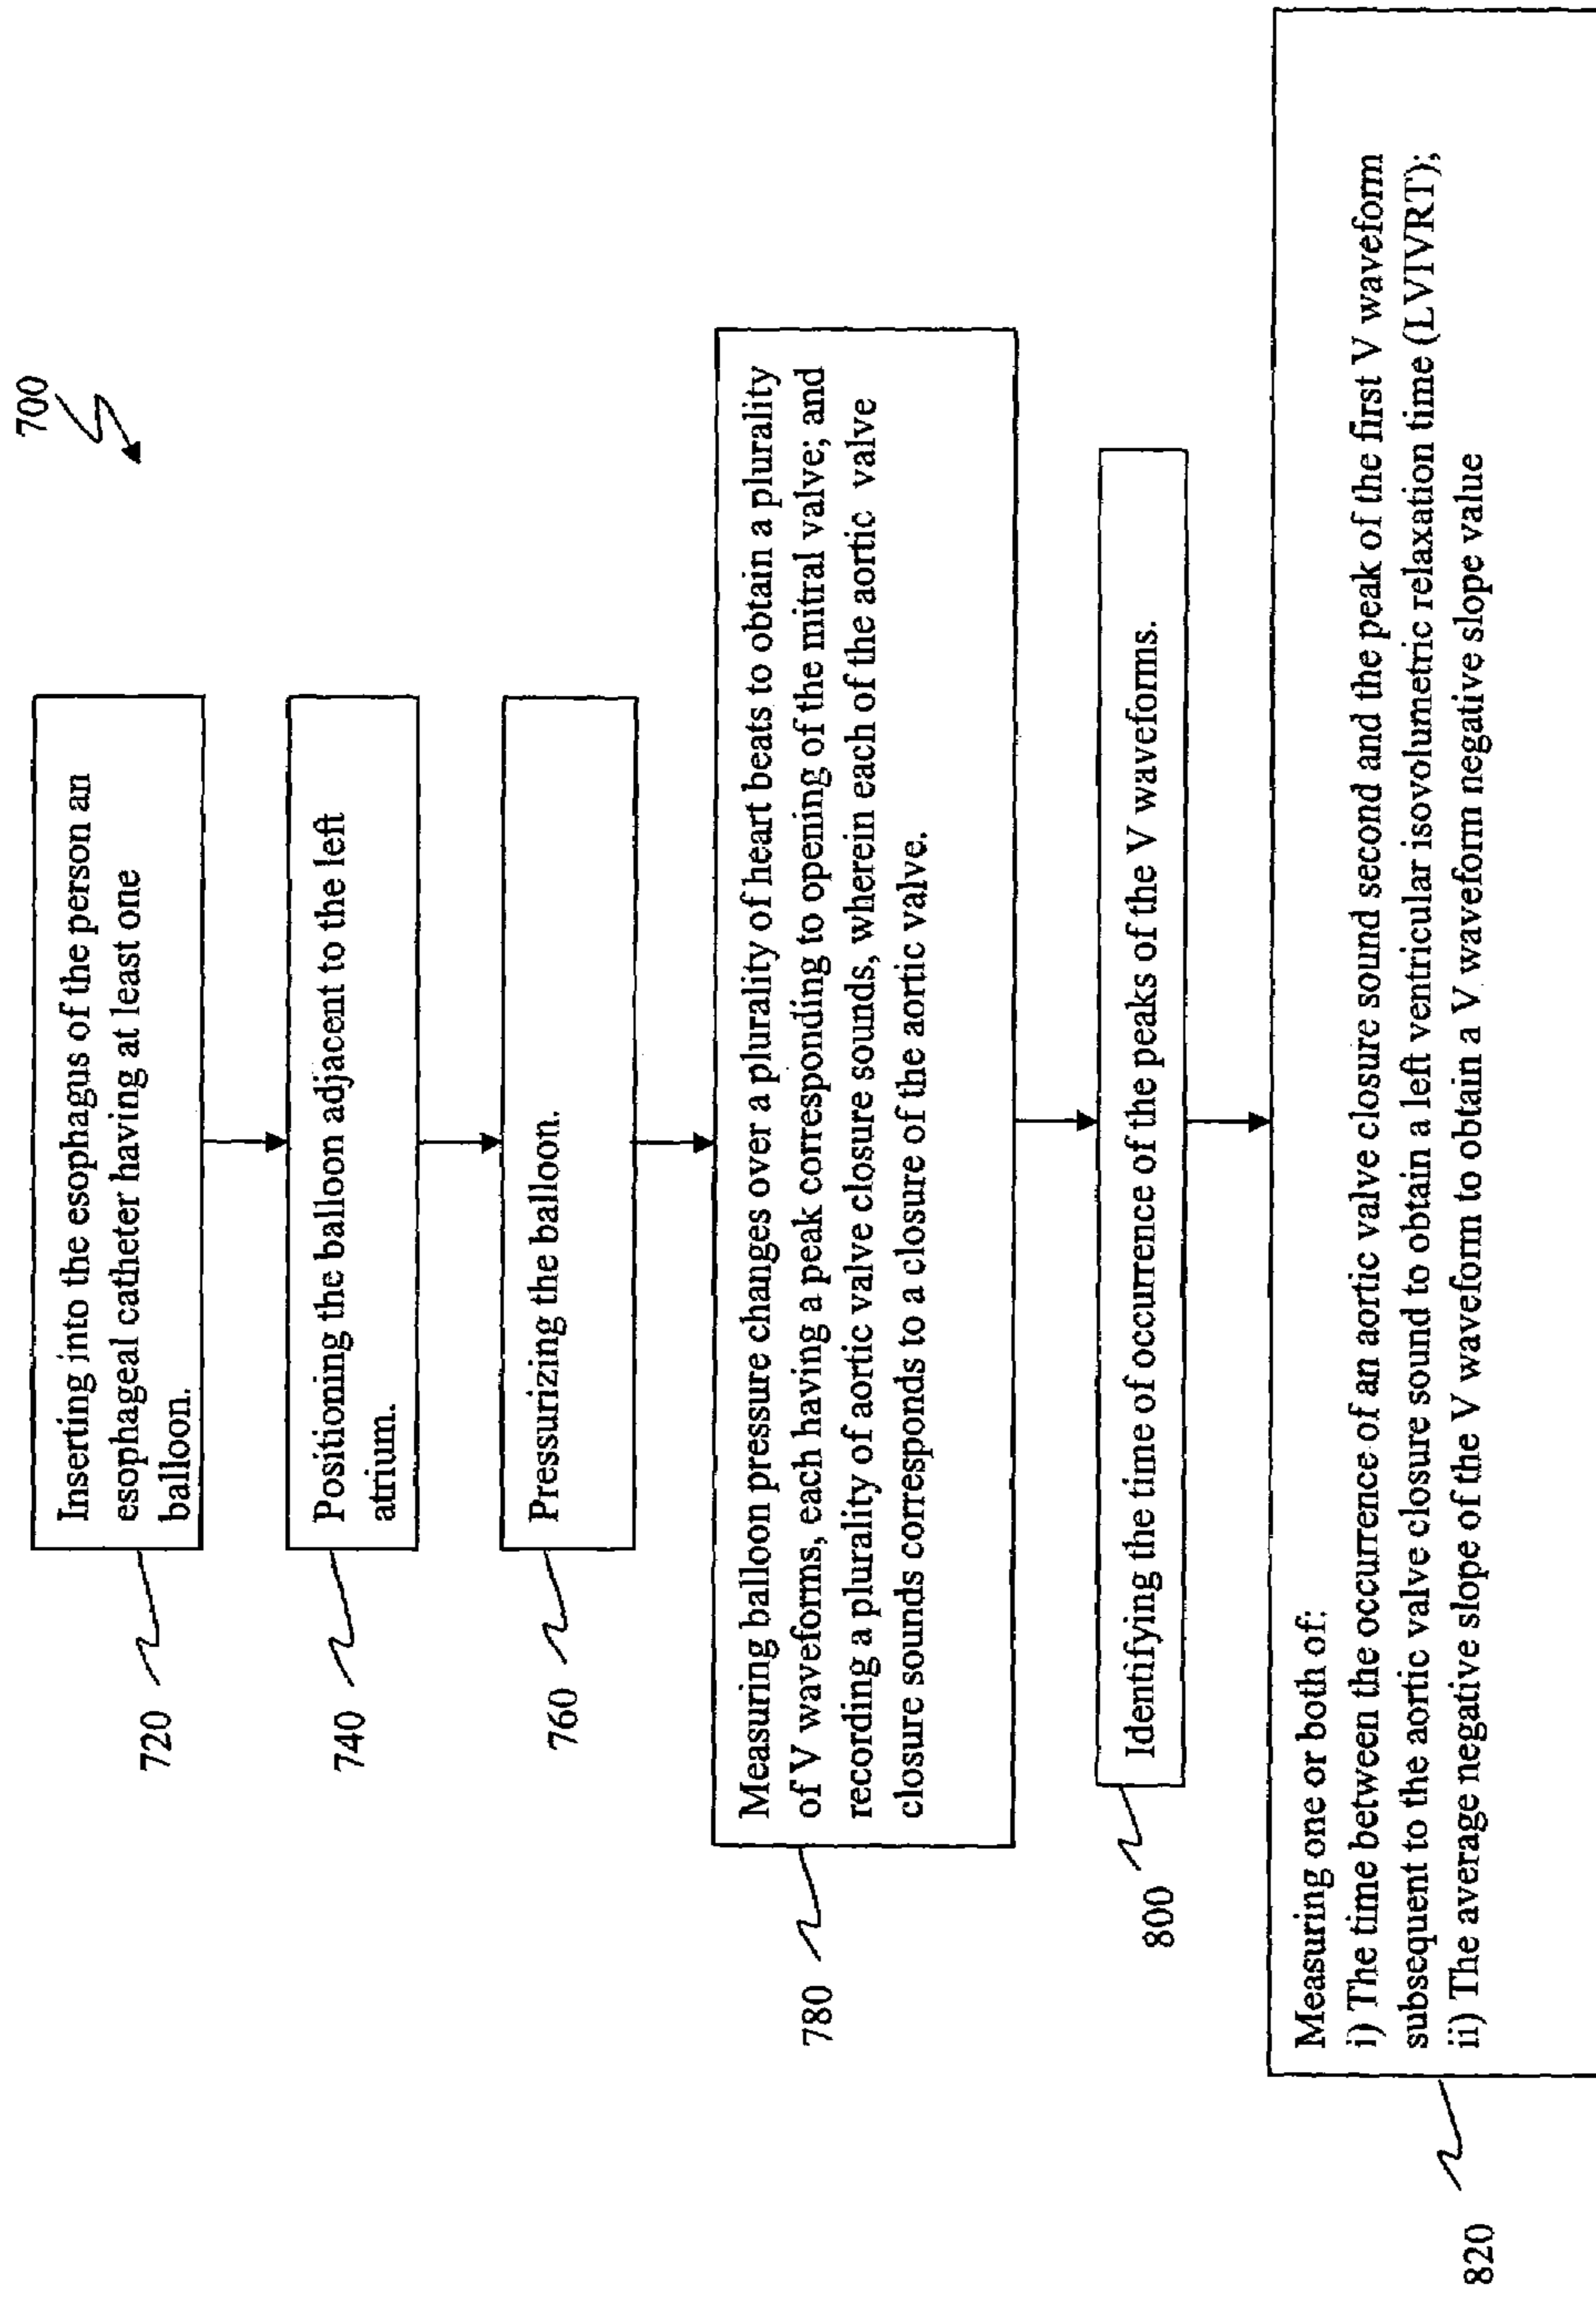 700
720
Inserting into the esophagus of the person an
esophageal catheter having at least one
balloon.
740
Positioning the balloon adjacent to the left
atrium.
760
Pressurizing the balloon.
780
Measuring balloon pressure changes over a plurality of heart beats to obtain a plurality
of V waveforms, each having a peak corresponding to opening of the mitral valve; and
recording a plurality of aortic valve closure sounds, wherein each of the aortic valve
closure sounds corresponds to a closure of the aortic valve.
800
Identifying the time of occurrence of the peaks of the V waveforms.
820
Measuring one or both of:
i) The time between the occurrence of an aortic valve closure sound second and the peak of the first V waveform
subsequent to the aortic valve closure sound to obtain a left ventricular isovolumetric relaxation time (LVIVRT);
ii) The average negative slope of the V waveform to obtain a V waveform negative slope value